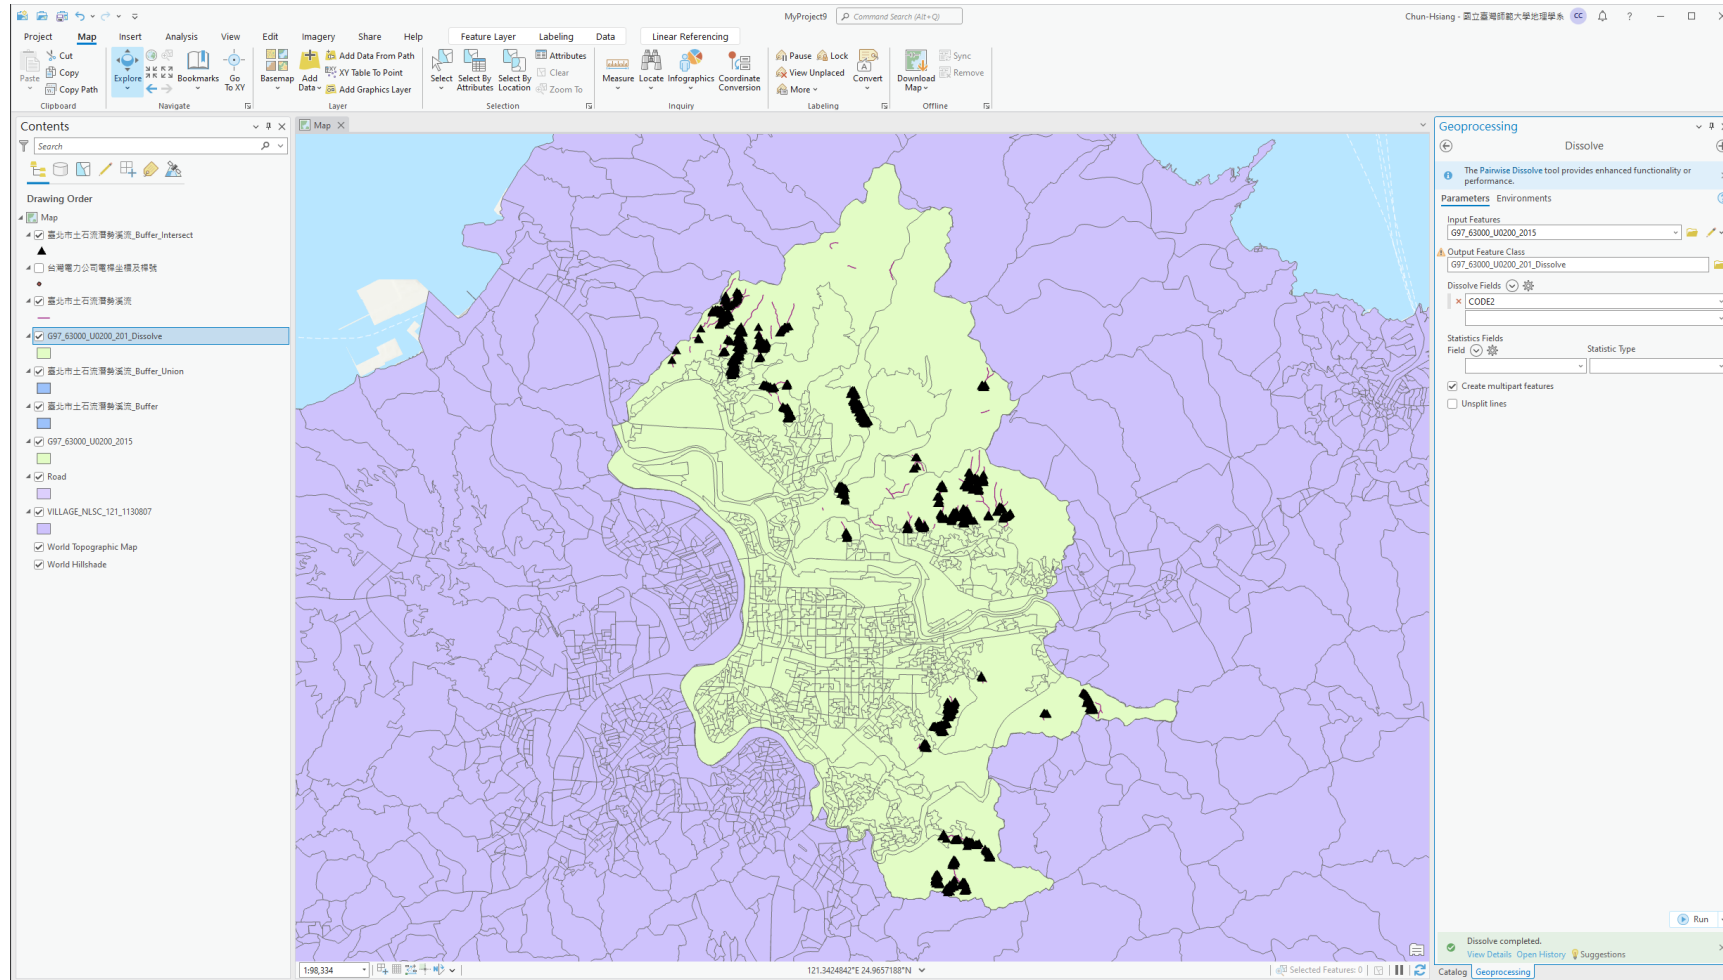 MyProject9
Command Search (Alt+Q)
Chun-Hsiang - 國立臺灣師範大學地理學系
CC
?
Project Map Insert Analysis View Edit Imagery Share Help Feature Layer Labeling Data Linear Referencing
Paste
Cut
Copy
Copy Path
Clipboard
Explore
Bookmarks
Go To XY
Navigate
Basemap
Add Data
Add Data From Path
XY Table To Point
Add Graphics Layer
Layer
Select
Select By Attributes
Select By Location
Attributes
Clear
Zoom To
Selection
Measure
Locate
Infographics
Coordinate Conversion
Inquiry
Pause
Lock
View Unplaced
More
Convert
Labeling
Download Map
Sync
Remove
Offline
Contents
Search
Drawing Order
Map
臺北市土石流潛勢溪流_Buffer_Intersect
台灣電力公司電桿坐標及桿號
臺北市土石流潛勢溪流
G97_63000_U0200_201_Dissolve
臺北市土石流潛勢溪流_Buffer_Union
臺北市土石流潛勢溪流_Buffer
G97_63000_U0200_2015
Road
VILLAGE_NLSC_121_1130807
World Topographic Map
World Hillshade
Map
1:98,334
121.3424842°E 24.9657188°N
Selected Features: 0
Geoprocessing
Dissolve
The Pairwise Dissolve tool provides enhanced functionality or
performance.
Parameters Environments
Input Features
G97_63000_U0200_2015
Output Feature Class
G97_63000_U0200_201_Dissolve
Dissolve Fields
CODE2
Statistics Fields
Field
Statistic Type
Create multipart features
Unsplit lines
Run
Dissolve completed.
View Details Open History Suggestions
Catalog Geoprocessing